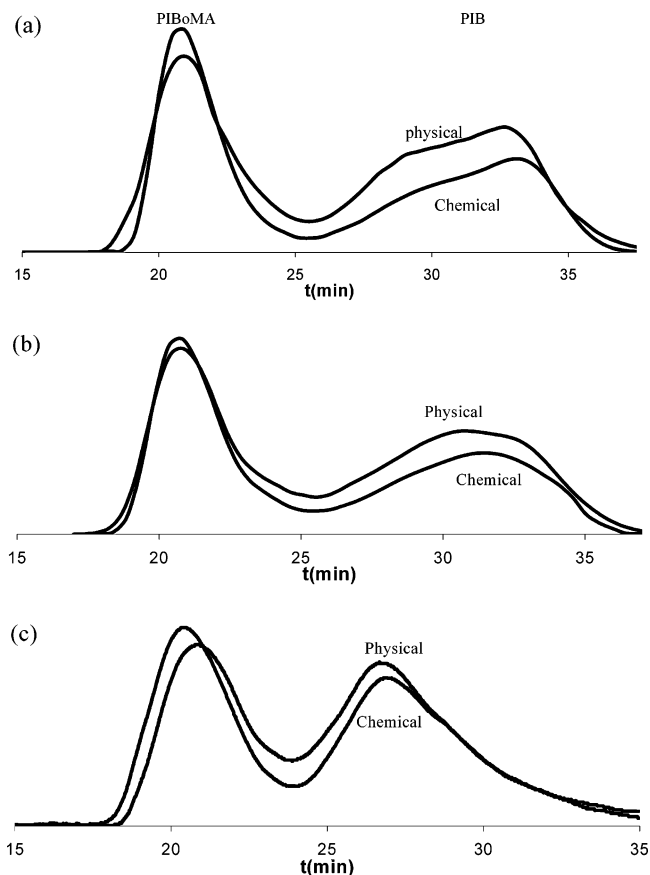 (a)
PIBoMA PIB
physical
Chemical
15 20 25 30 35
t(min)
(b)
Physical
Chemical
15 20 25 30 35
t(min)
(c)
Physical
Chemical
15 20 25 30 35
t(min)